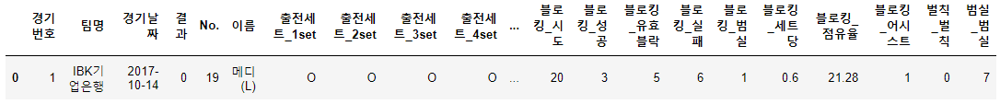 경기번호 팀명 경기날짜 결과 No. 이름 출전세트_1set 출전세트_2set 출전세트_3set 출전세트_4set ... 블로킹_시도 블로킹_성공 블로킹_유효블락 블로킹_실패 블로킹_범실 블로킹_세트당 블로킹_점유율 블로킹_어시스트 벌칙_벌칙 범실_범실
0 1 IBK기업은행 2017-10-14 0 19 메디(L) O O O O ... 20 3 5 6 1 0.6 21.28 1 0 7